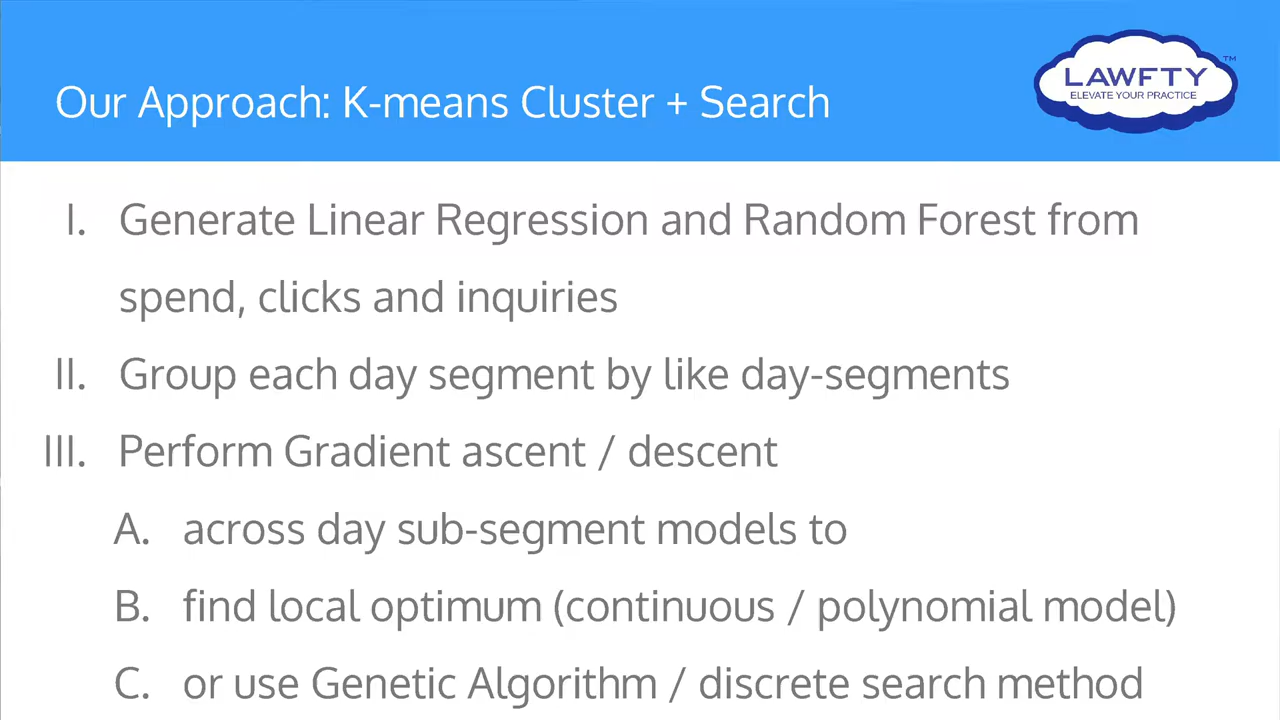 Our Approach: K-means Cluster + Search
LAWFTY™
ELEVATE YOUR PRACTICE
I. Generate Linear Regression and Random Forest from
spend, clicks and inquiries
II. Group each day segment by like day-segments
III. Perform Gradient ascent / descent
A. across day sub-segment models to
B. find local optimum (continuous / polynomial model)
C. or use Genetic Algorithm / discrete search method